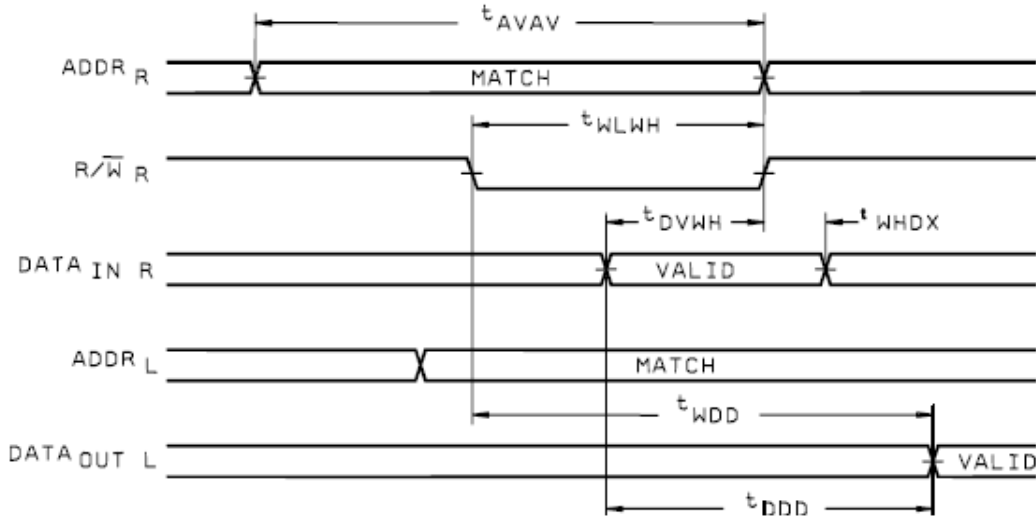 tAVAV
ADDR R MATCH
tWLWH
R/W̅ R
tDVWH tWHDX
DATA IN R VALID
ADDR L MATCH
tWDD
DATA OUT L VALID
tDDD